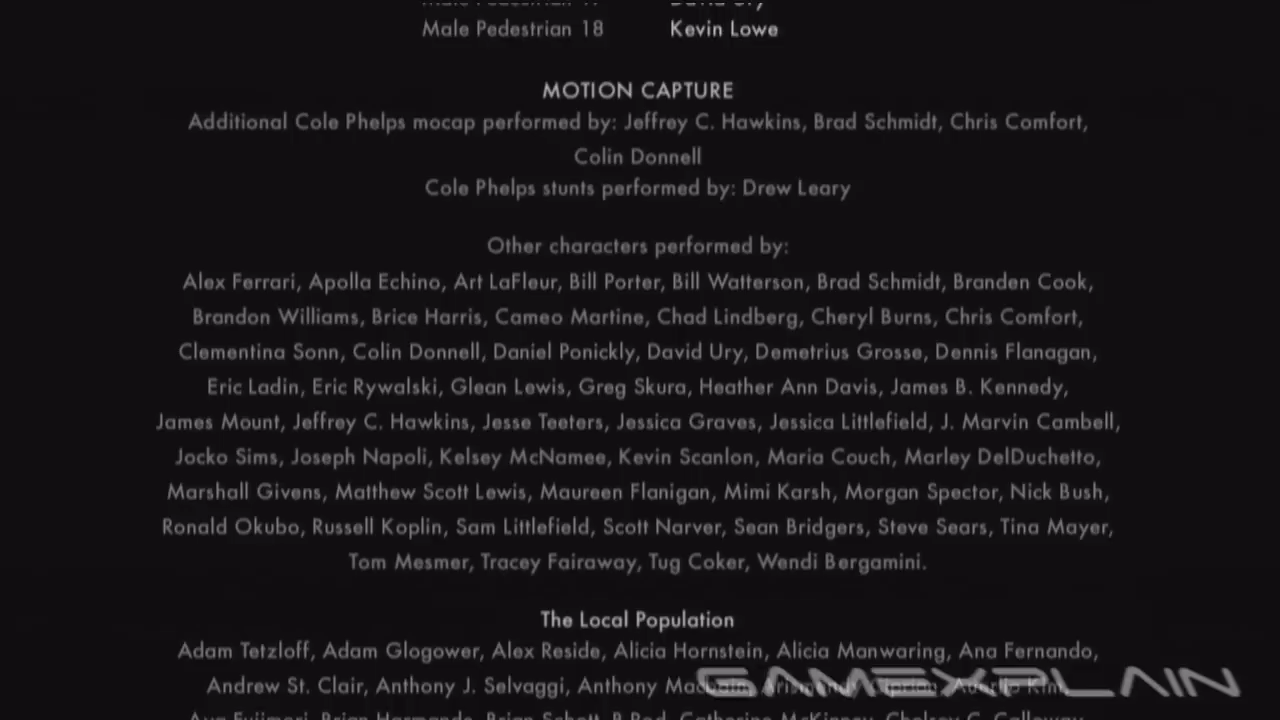 Male Pedestrian 18 Kevin Lowe
MOTION CAPTURE
Additional Cole Phelps mocap performed by: Jeffrey C. Hawkins, Brad Schmidt, Chris Comfort,
Colin Donnell
Cole Phelps stunts performed by: Drew Leary
Other characters performed by:
Alex Ferrari, Apolla Echino, Art LaFleur, Bill Porter, Bill Watterson, Brad Schmidt, Branden Cook,
Brandon Williams, Brice Harris, Cameo Martine, Chad Lindberg, Cheryl Burns, Chris Comfort,
Clementina Sonn, Colin Donnell, Daniel Ponickly, David Ury, Demetrius Grosse, Dennis Flanagan,
Eric Ladin, Eric Rywalski, Glean Lewis, Greg Skura, Heather Ann Davis, James B. Kennedy,
James Mount, Jeffrey C. Hawkins, Jesse Teeters, Jessica Graves, Jessica Littlefield, J. Marvin Cambell,
Jocko Sims, Joseph Napoli, Kelsey McNamee, Kevin Scanlon, Maria Couch, Marley DelDuchetto,
Marshall Givens, Matthew Scott Lewis, Maureen Flanigan, Mimi Karsh, Morgan Spector, Nick Bush,
Ronald Okubo, Russell Koplin, Sam Littlefield, Scott Narver, Sean Bridgers, Steve Sears, Tina Mayer,
Tom Mesmer, Tracey Fairaway, Tug Coker, Wendi Bergamini.
The Local Population
Adam Tetzloff, Adam Glogower, Alex Reside, Alicia Hornstein, Alicia Manwaring, Ana Fernando,
Andrew St. Clair, Anthony J. Selvaggi, Anthony
GAMEXPLAIN